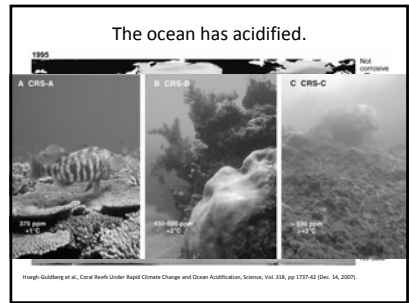 The ocean has acidified.
1995
Not
corrosive
A CRS-A
B CRS-B
C CRS-C
375 ppm
+1°C
450-500 ppm
+2°C
> 500 ppm
>+3°C
Hoegh-Guldberg et al., Coral Reefs Under Rapid Climate Change and Ocean Acidification, Science, Vol. 318, pp 1737-42 (Dec. 14, 2007).